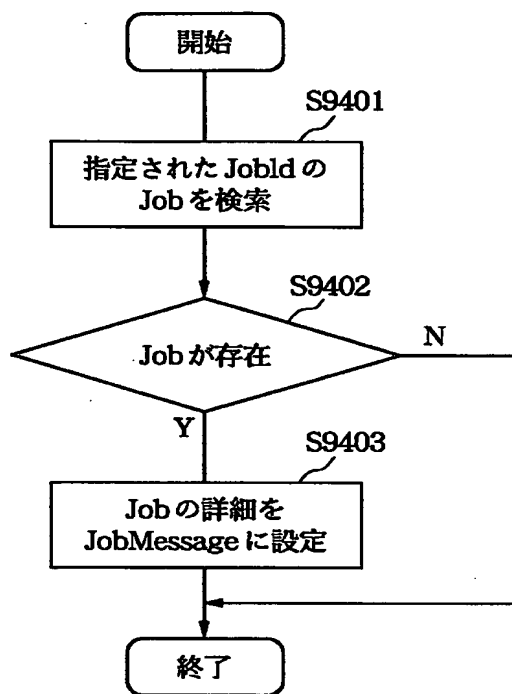 開始
S9401
指定されたJobIdの
Jobを検索
S9402
Jobが存在
N
Y
S9403
Jobの詳細を
JobMessageに設定
終了